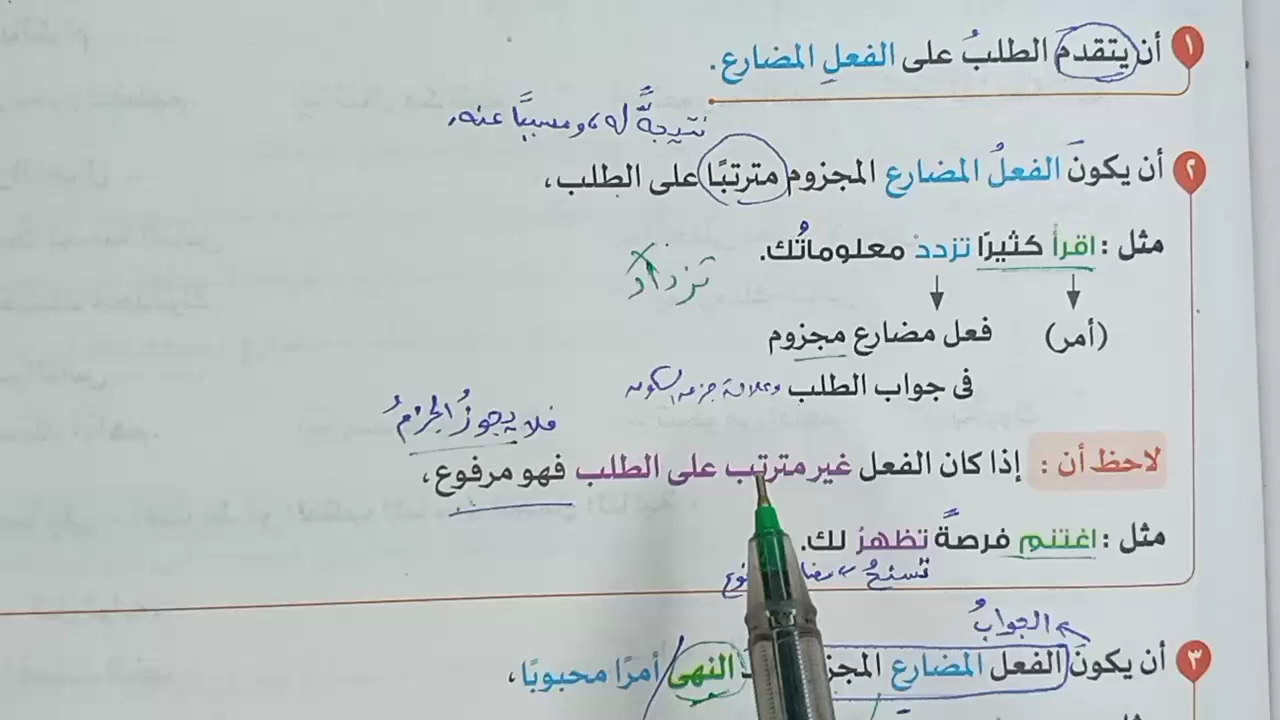 ١ أن يتقدمَ الطلبُ على الفعلِ المضارع.
نتيجةً له، ومسببًا عنه،
٢ أن يكونَ الفعلُ المضارع المجزوم مترتبًا على الطلب،
مثل : اقرأ كثيرًا تزددْ معلوماتُك.
تزداد
(أمر) فعل مضارع مجزوم
فى جواب الطلب وعلامة جزمه السكون
فلا يجوزُ الجزمُ
لاحظ أن : إذا كان الفعل غير مترتب على الطلب فهو مرفوع،
مثل : اغتنم فرصةً تظهرُ لك.
تسنحُ
الجوابُ
٣ أن يكونَ الفعل المضارع النهى أمرًا محبوبًا،